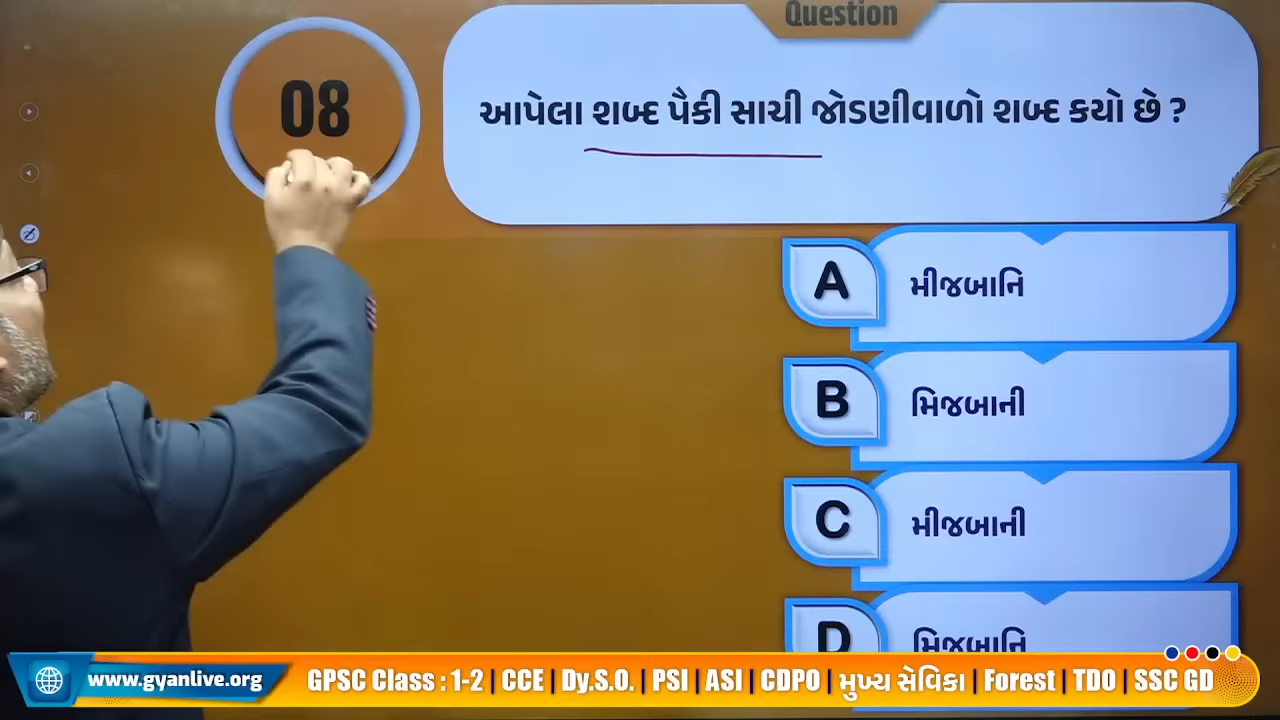 Question
08
આપેલા શબ્દ પૈકી સાચી જોડણીવાળો શબ્દ કયો છે ?
A મીજબાનિ
B મિજબાની
C મીજબાની
D મિજબાનિ
www.gyanlive.org
GPSC Class : 1-2 | CCE | Dy.S.O. | PSI | ASI | CDPO | મુખ્ય સેવિકા | Forest | TDO | SSC GD